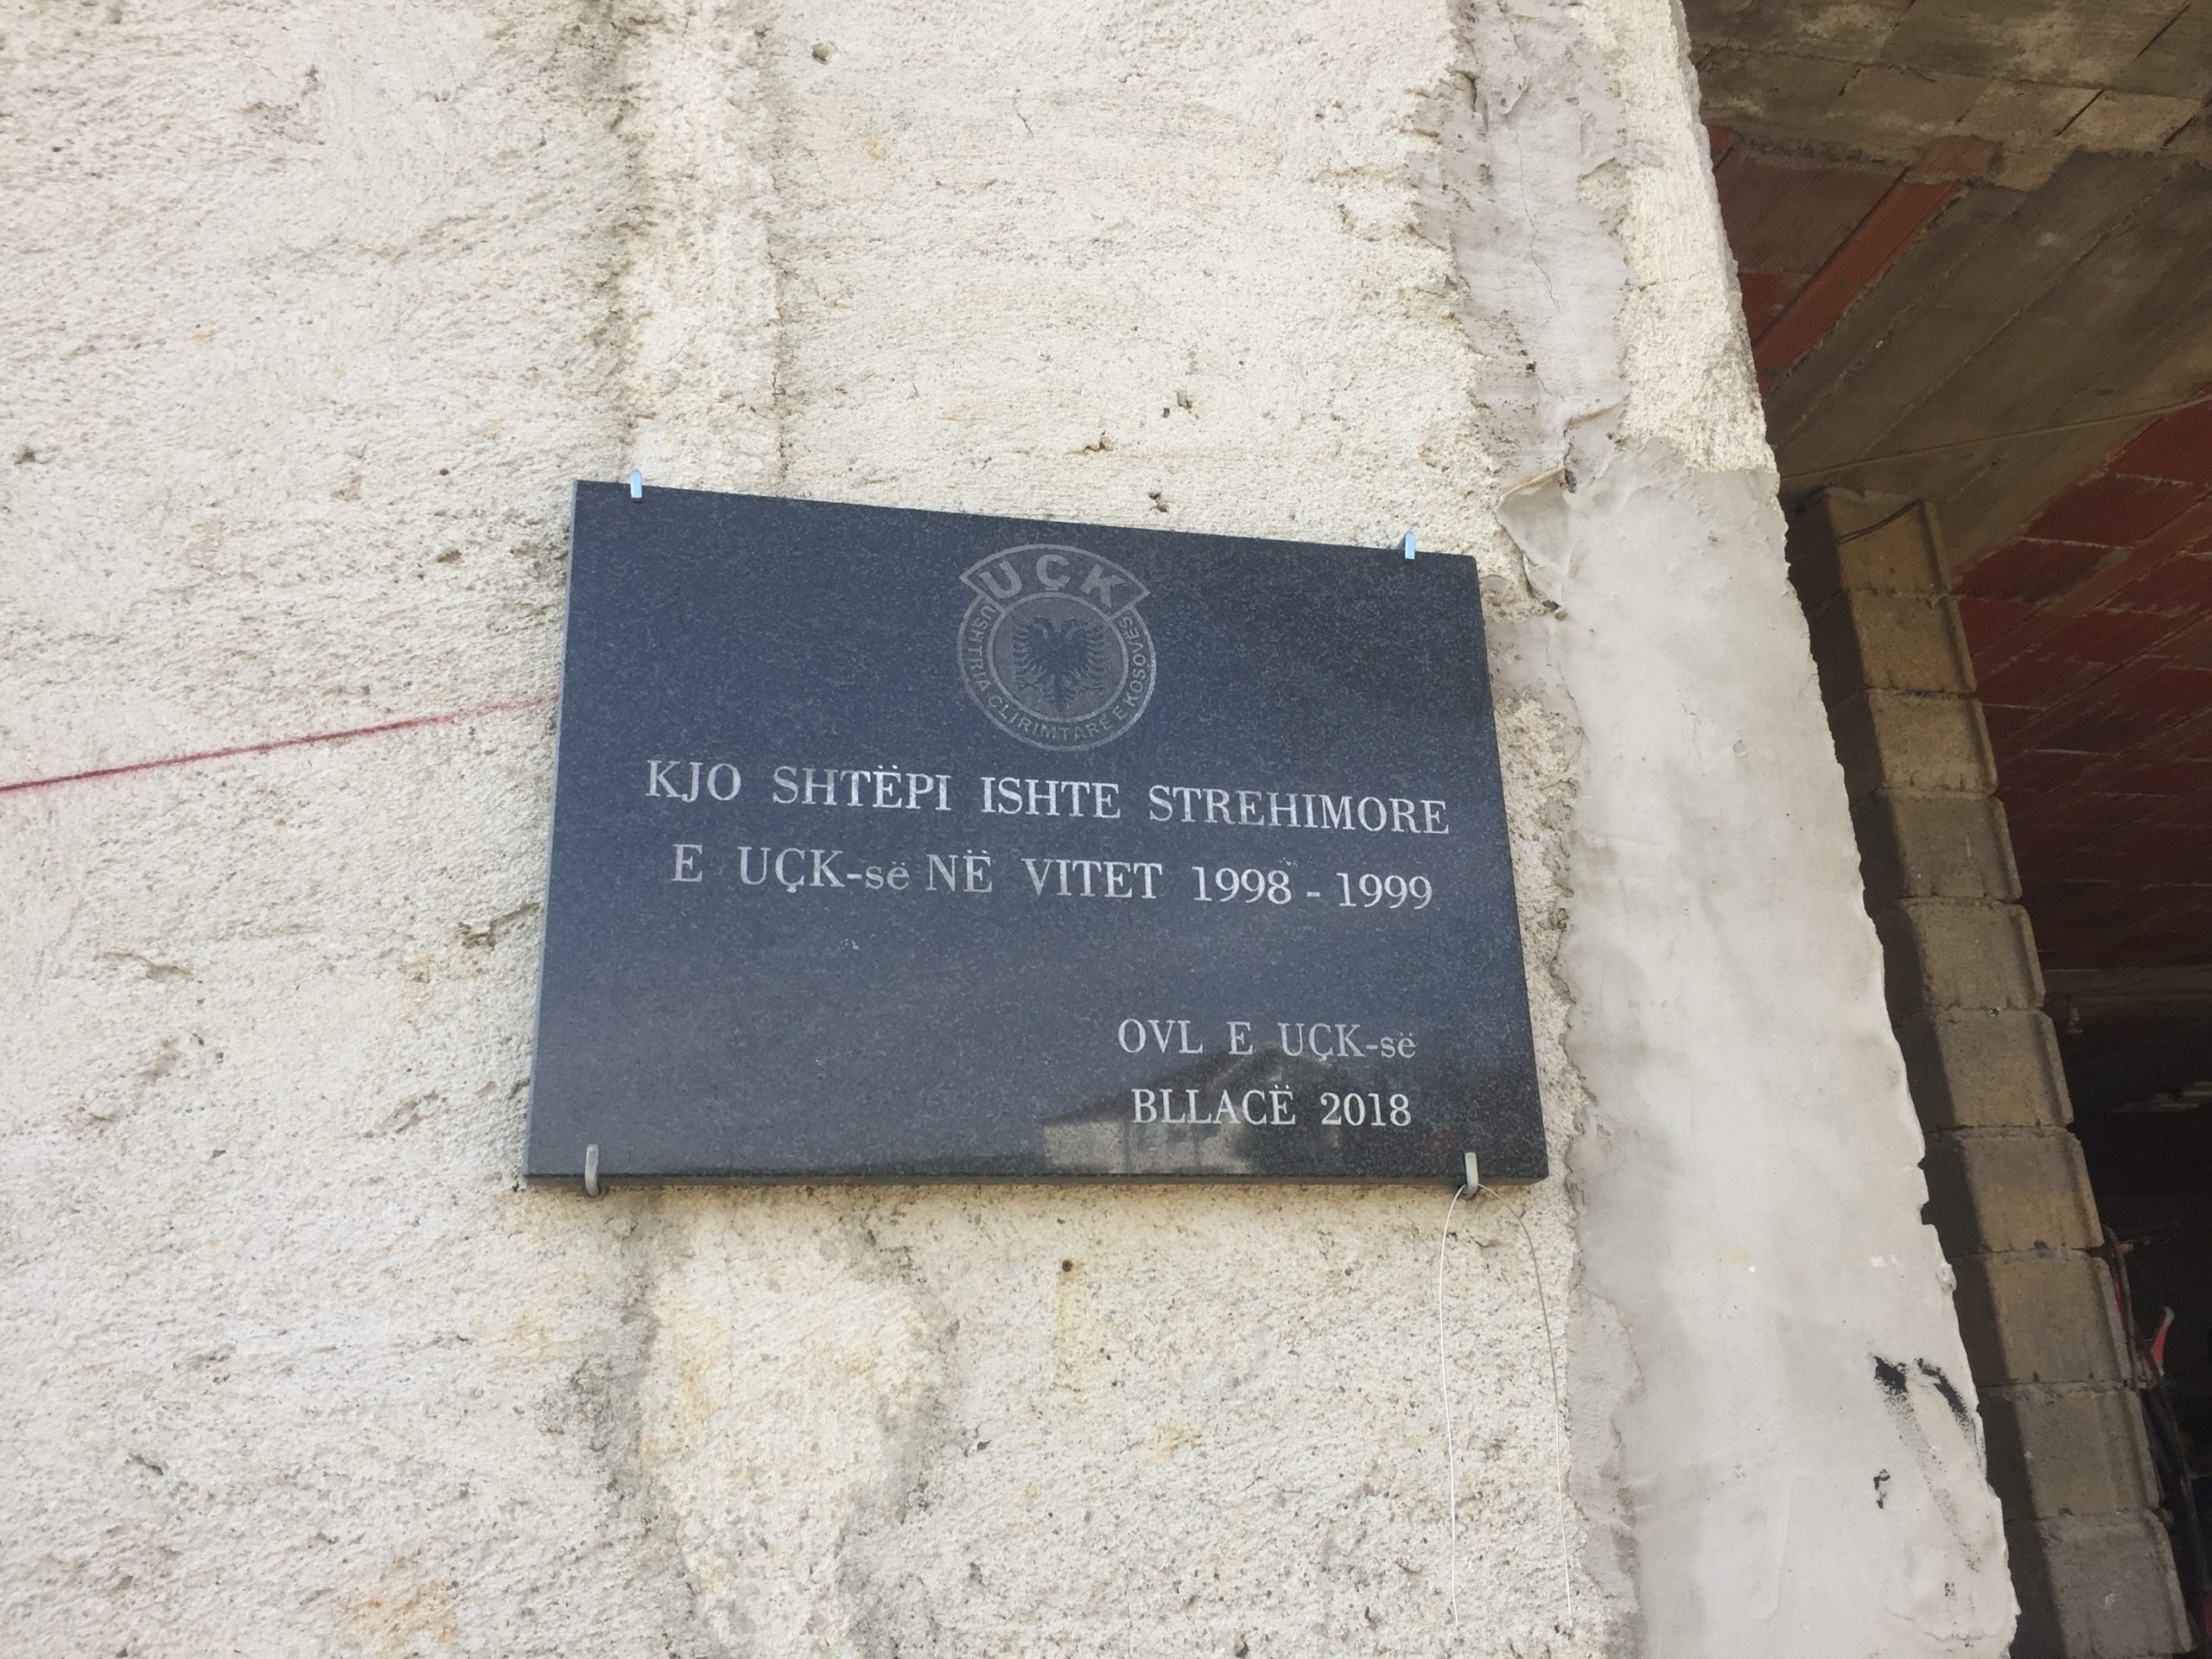 UÇK
USHTRIA ÇLIRIMTARE E KOSOVËS
KJO SHTËPI ISHTE STREHIMORE
E UÇK-së NË VITET 1998 - 1999
OVL E UÇK-së
BLLACË 2018